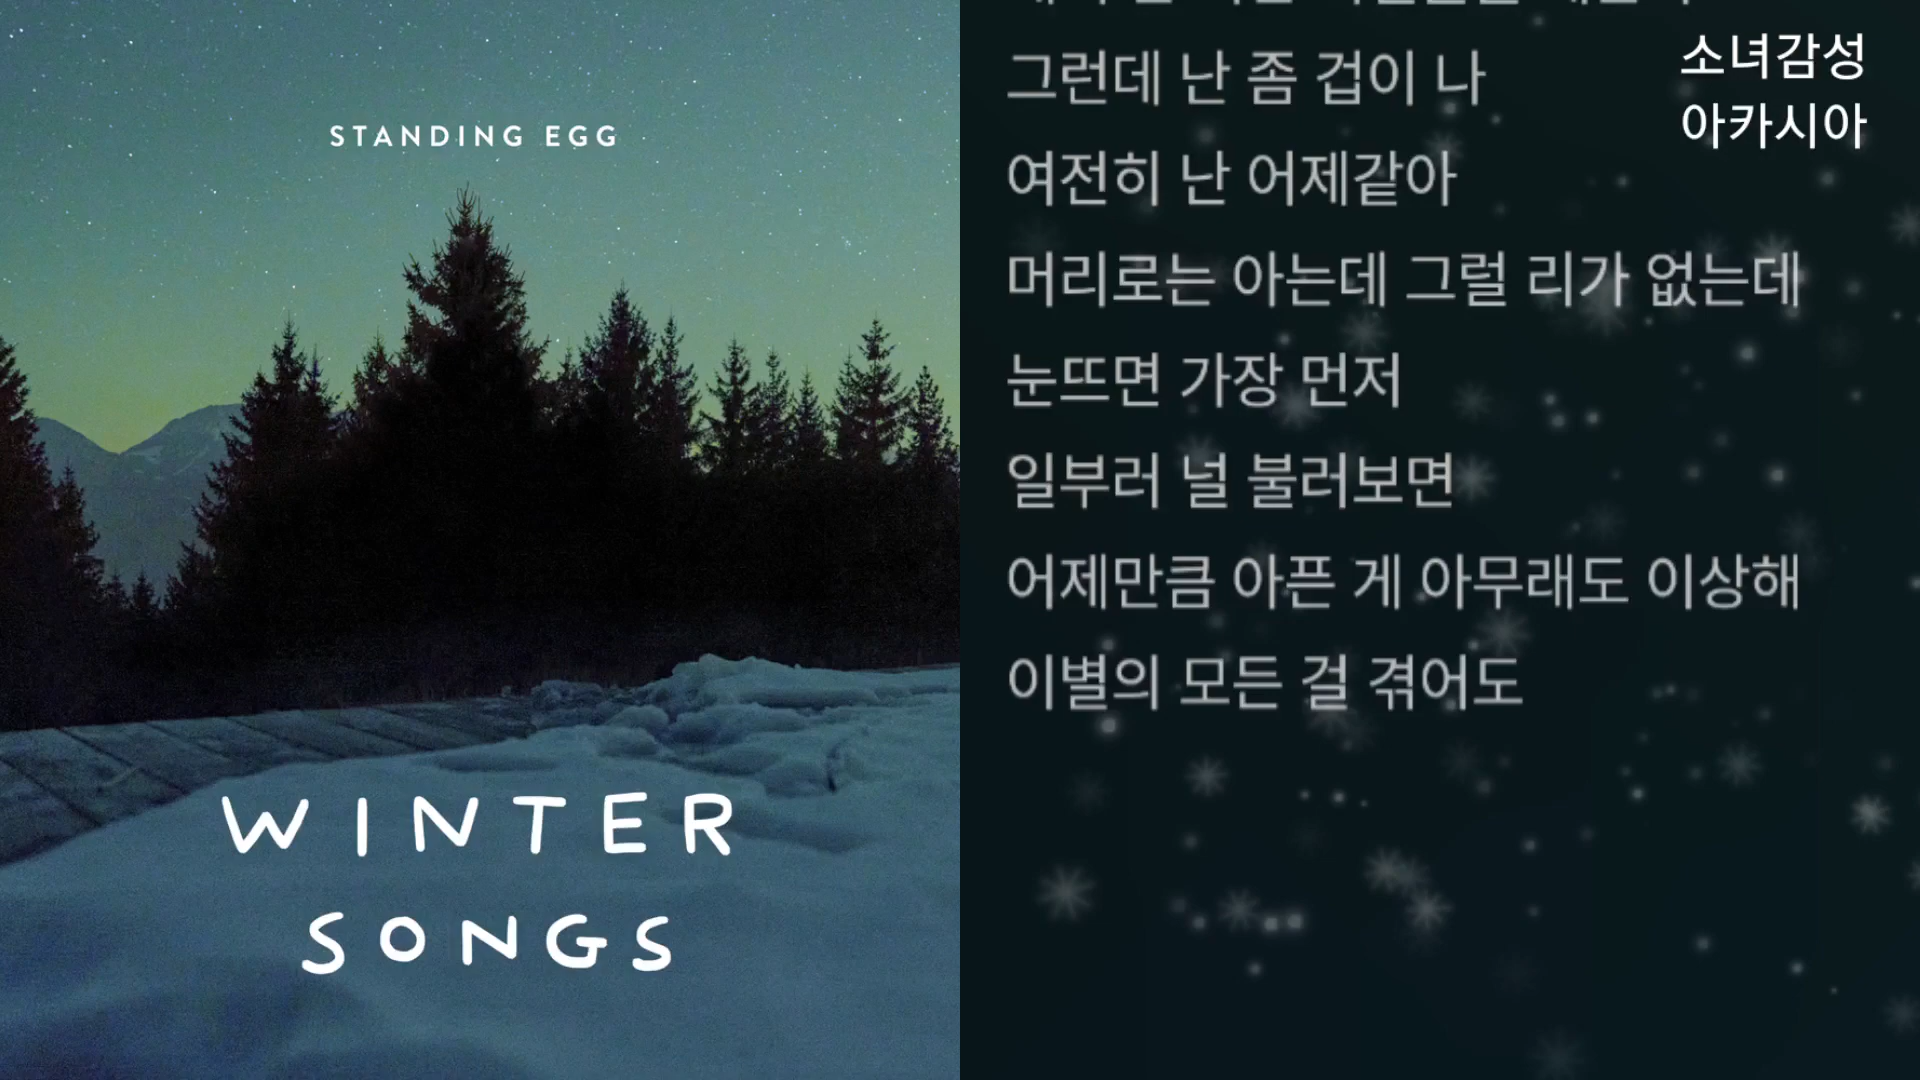 STANDING EGG
WINTER
SONGS
소녀감성
아카시아
그런데 난 좀 겁이 나
여전히 난 어제같아
머리로는 아는데 그럴 리가 없는데
눈뜨면 가장 먼저
일부러 널 불러보면
어제만큼 아픈 게 아무래도 이상해
이별의 모든 걸 겪어도